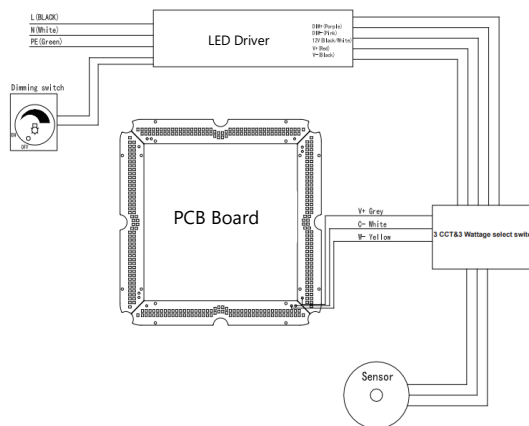 L(BLACK)
N(White)
PE(Green)
LED Driver
DIM+(Purple)
DIM-(Pink)
12V(Black/White)
V+(Red)
V-(Black)
Dimming switch
ON
OFF
PCB Board
V+ Grey
C- White
W- Yellow
3 CCT&3 Wattage select swit
Sensor